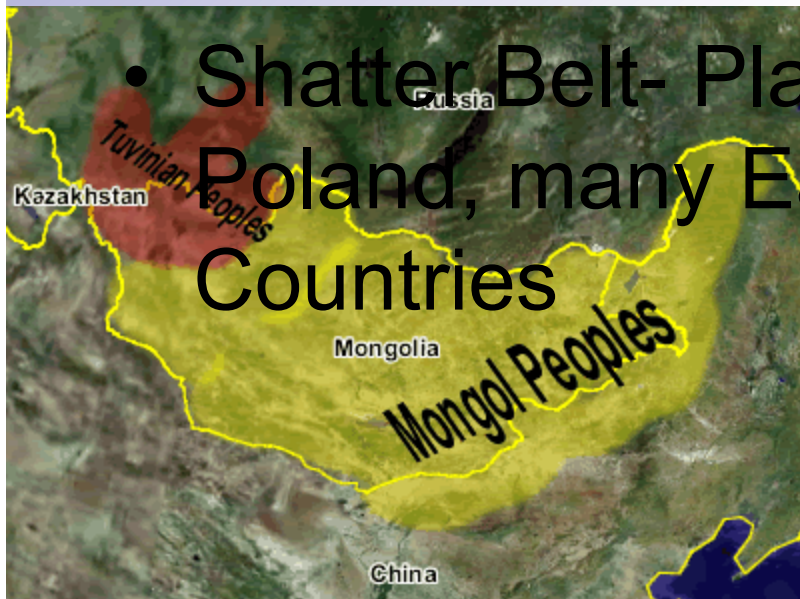 • Shatter Belt- Pla
Russia
Tuvinian Peoples
Poland, many E
Kazakhstan
Countries
Mongolia
Mongol Peoples
China